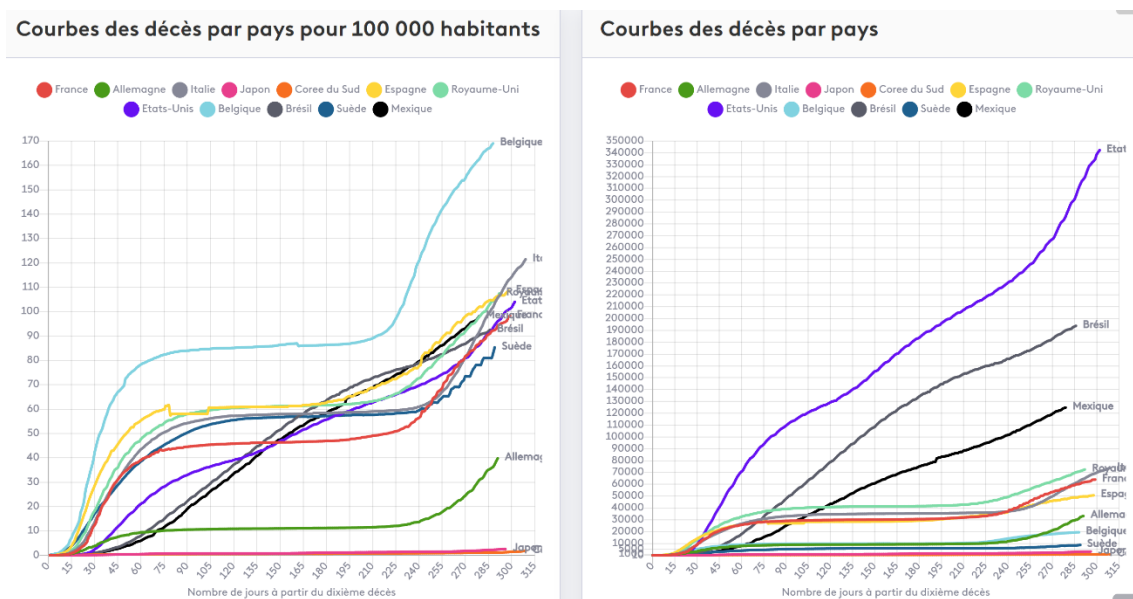 Courbes des décès par pays pour 100 000 habitants
France Allemagne Italie Japon Coree du Sud Espagne Royaume-Uni
Etats-Unis Belgique Brésil Suède Mexique
170
160
150
140
130
120
110
100
90
80
70
60
50
40
30
20
10
0
Belgique
Etat
Brésil
Suède
Allemag
Japon
0 15 30 45 60 75 90 105 120 135 150 165 180 195 210 225 240 255 270 285 300 315
Nombre de jours à partir du dixième décès
Courbes des décès par pays
France Allemagne Italie Japon Coree du Sud Espagne Royaume-Uni
Etats-Unis Belgique Brésil Suède Mexique
350000
340000
330000
320000
310000
300000
290000
280000
270000
260000
250000
240000
230000
220000
210000
200000
190000
180000
170000
160000
150000
140000
130000
120000
110000
100000
90000
80000
70000
60000
50000
40000
30000
20000
10000
Etat
Brésil
Mexique
Franc
Espag
Allema
Belgique
Suède
0 15 30 45 60 75 90 105 120 135 150 165 180 195 210 225 240 255 270 285 300 315
Nombre de jours à partir du dixième décès